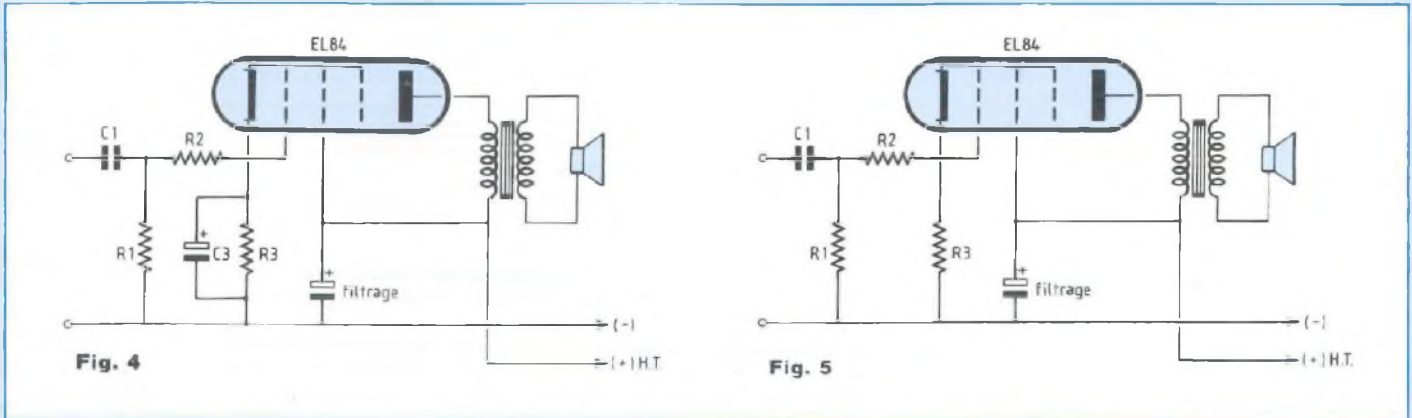 EL84
C1
R2
R1
C3
R3
+
+
filtrage
(-)
(+) H.T.
Fig. 4
EL84
C1
R2
R1
R3
+
filtrage
(-)
(+) H.T.
Fig. 5